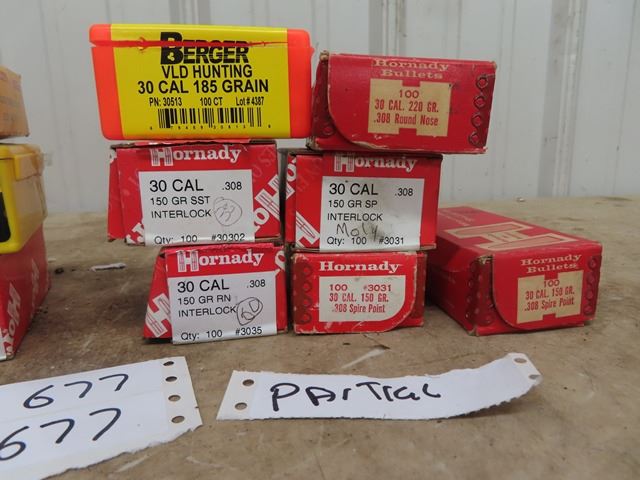 BERGER
VLD HUNTING
30 CAL 185 GRAIN
PN: 30513 100 CT Lot# 4387
Hornady
Bullets
100
30 CAL. 220 GR.
.308 Round Nose
Hornady
30 CAL .308
150 GR SST
INTERLOCK
Qty: 100 #30302
Hornady
30 CAL .308
150 GR SP
INTERLOCK
Moly
Qty: 100 #3031
Hornady
30 CAL .308
150 GR RN
INTERLOCK
60
Qty: 100 #3035
Hornady
100 #3031
30 CAL. 150 GR.
.308 Spire Point
Hornady
Bullets
100
30 CAL. 150 GR.
.308 Spire Point
677
677
PARTIAL